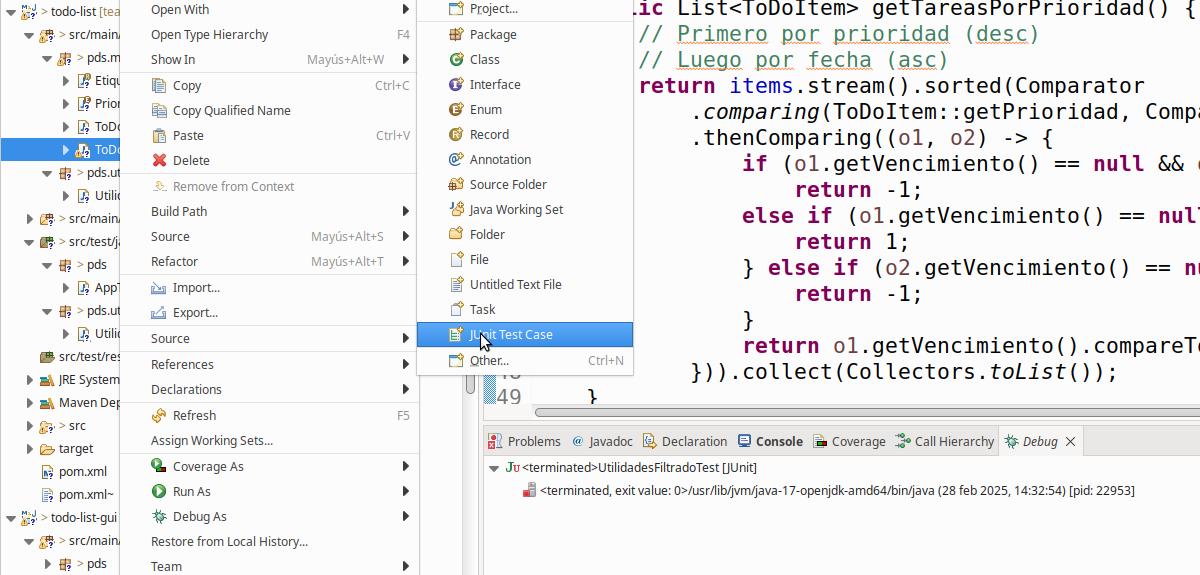 todo-list [tea
> src/main/
> pds.m
Etiqu
Prior
ToDo
ToDo
> pds.ut
Utilic
> src/main/
> src/test/ja
> pds
AppT
> pds.ut
Utilic
src/test/res
JRE System
Maven Dep
> src
target
pom.xml
pom.xml~
> todo-list-gui
> src/main/
> pds
Open With
Open Type Hierarchy F4
Show In Mayús+Alt+W
Copy Ctrl+C
Copy Qualified Name
Paste Ctrl+V
Delete
Remove from Context
Build Path
Source Mayús+Alt+S
Refactor Mayús+Alt+T
Import...
Export...
Source
References
Declarations
Refresh F5
Assign Working Sets...
Coverage As
Run As
Debug As
Restore from Local History...
Team
Project...
Package
Class
Interface
Enum
Record
Annotation
Source Folder
Java Working Set
Folder
File
Untitled Text File
Task
JUnit Test Case
Other... Ctrl+N
lic List<ToDoItem> getTareasPorPrioridad() {
// Primero por prioridad (desc)
// Luego por fecha (asc)
return items.stream().sorted(Comparator
.comparing(ToDoItem::getPrioridad, Compa
.thenComparing((o1, o2) -> {
if (o1.getVencimiento() == null && o
return -1;
else if (o1.getVencimiento() == nul
return 1;
} else if (o2.getVencimiento() == nu
return -1;
}
return o1.getVencimiento().compareTo
})).collect(Collectors.toList());
49 }
Problems @ Javadoc Declaration Console Coverage Call Hierarchy Debug
<terminated>UtilidadesFiltradoTest [JUnit]
<terminated, exit value: 0>/usr/lib/jvm/java-17-openjdk-amd64/bin/java (28 feb 2025, 14:32:54) [pid: 22953]